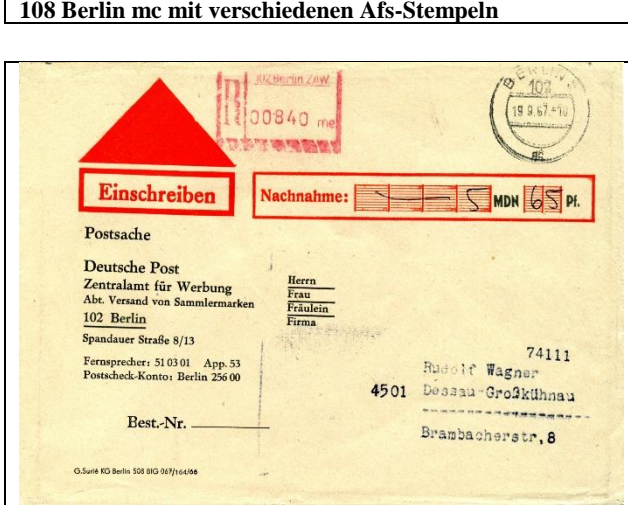 108 Berlin mc mit verschiedenen Afs-Stempeln
102 Berlin ZAW
R
00840 me
BERLIN
102
19.9.67.-10
Einschreiben
Nachnahme: 5 MDN 65 Pf.
Postsache
Deutsche Post
Zentralamt für Werbung
Abt. Versand von Sammlermarken
102 Berlin
Spandauer Straße 8/13
Fernsprecher: 51 03 01 App. 53
Postscheck-Konto: Berlin 256 00
Herrn
Frau
Fräulein
Firma
74111
Rudolf Wagner
4501 Dessau-Großkühnau
Brambacherstr,8
Best.-Nr.
G.Surié KG Berlin 508 BIG 067/164/66